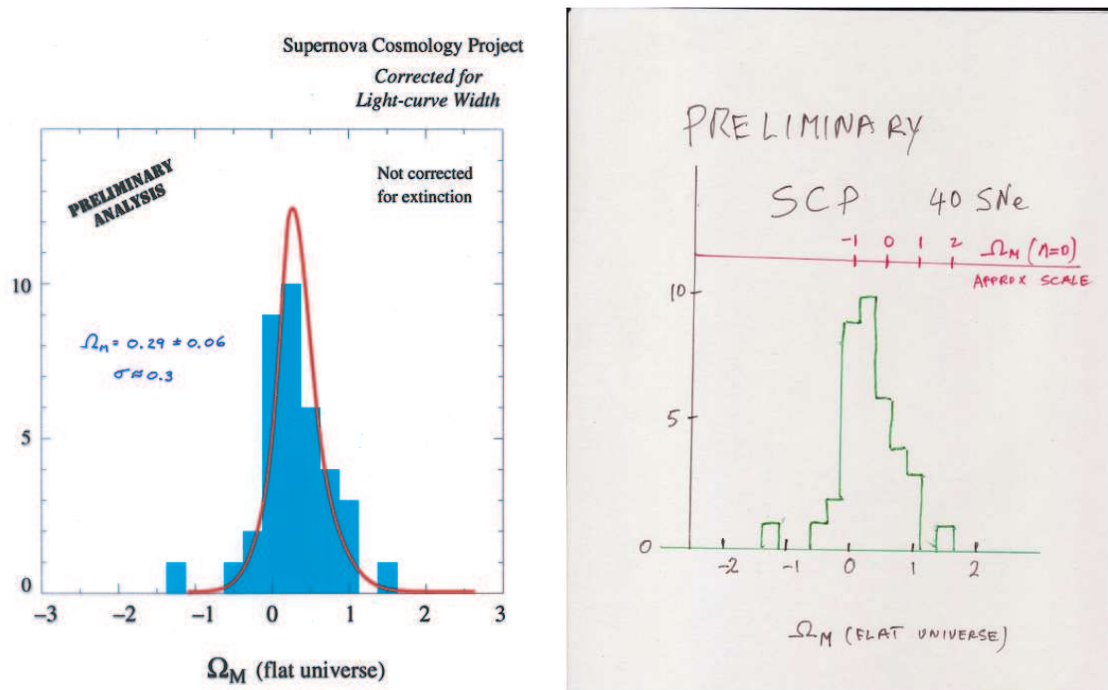 Supernova Cosmology Project
Corrected for
Light-curve Width
PRELIMINARY
ANALYSIS
Not corrected
for extinction
10
5
0
Ωm = 0.29 ± 0.06
σ ≈ 0.3
−3 −2 −1 0 1 2 3
ΩM (flat universe)
PRELIMINARY
SCP 40 SNe
-1 0 1 2 ΩM (Λ=0)
APPROX SCALE
10
5
0
-2 -1 0 1 2
ΩM (FLAT UNIVERSE)